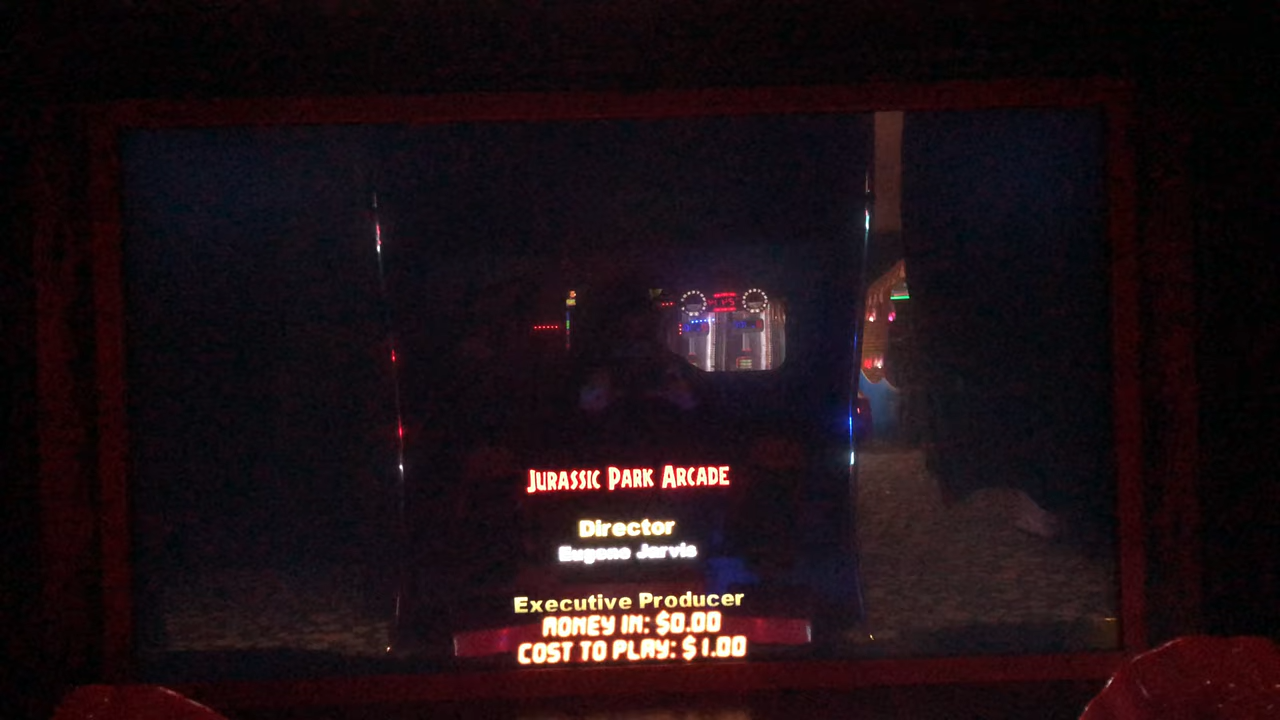 Jurassic Park Arcade
Director
Eugene Jarvis
Executive Producer
MONEY IN: $0.00
COST TO PLAY: $1.00